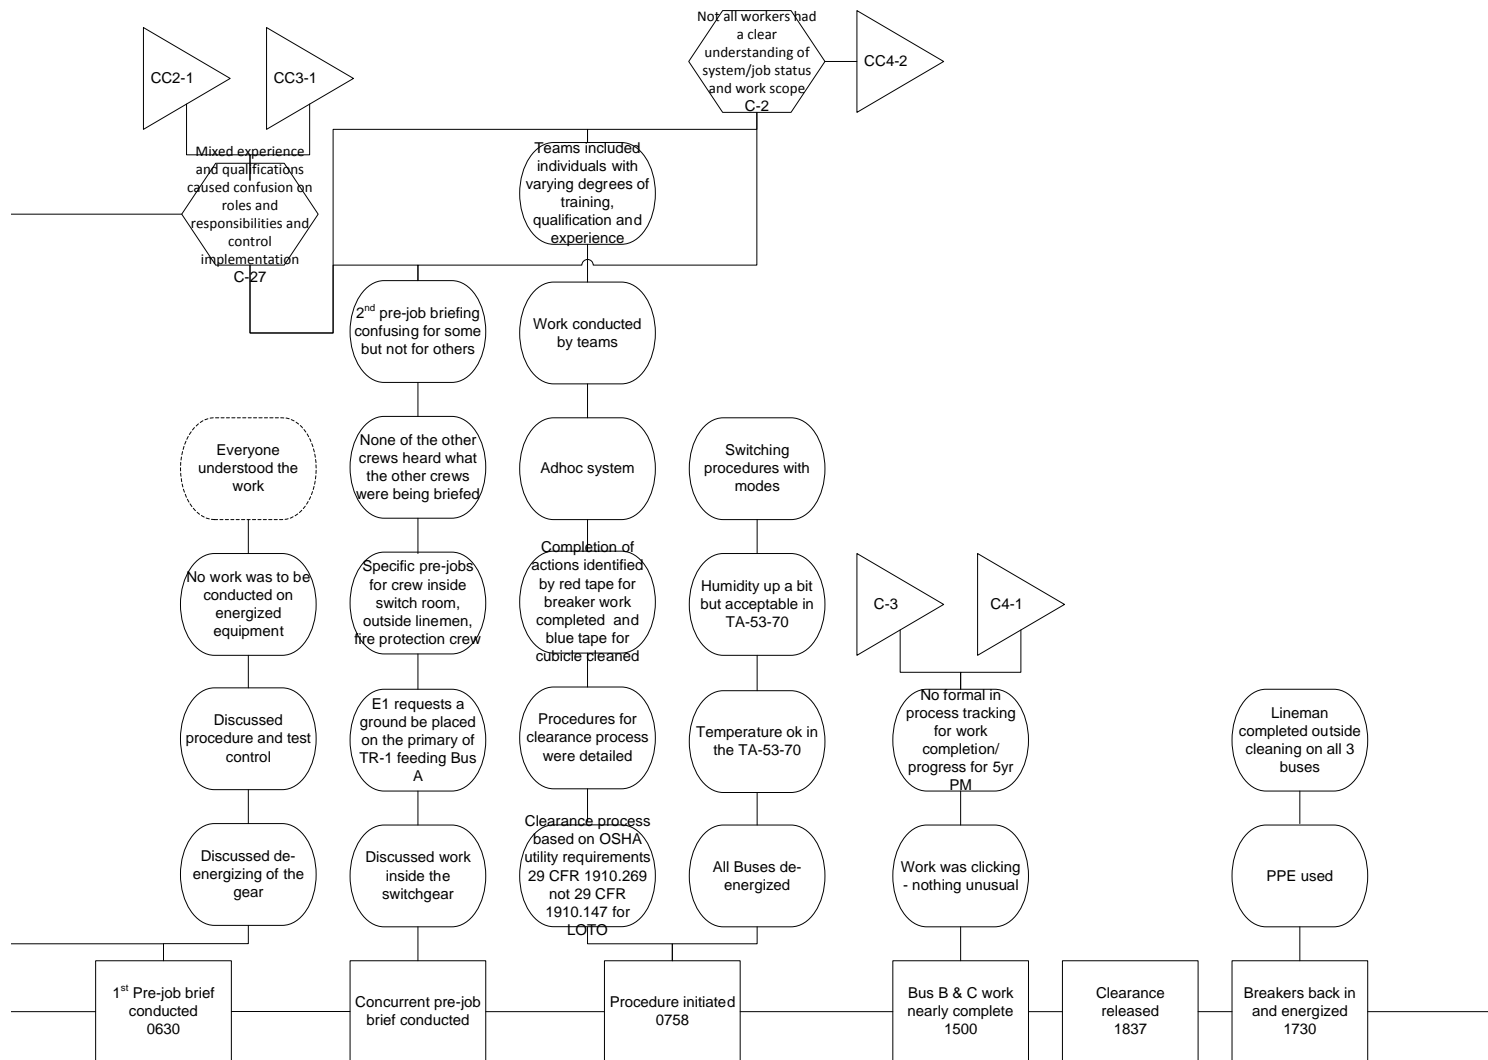 Not all workers had
a clear
understanding of
system/job status
and work scope
C-2
CC4-2
CC2-1
CC3-1
Mixed experience
and qualifications
caused confusion on
roles and
responsibilities and
control
implementation
C-27
Teams included
individuals with
varying degrees of
training,
qualification and
experience
2nd pre-job briefing
confusing for some
but not for others
Work conducted
by teams
Everyone
understood the
work
None of the other
crews heard what
the other crews
were being briefed
Adhoc system
Switching
procedures with
modes
No work was to be
conducted on
energized
equipment
Specific pre-jobs
for crew inside
switch room,
outside linemen,
fire protection crew
Completion of
actions identified
by red tape for
breaker work
completed and
blue tape for
cubicle cleaned
Humidity up a bit
but acceptable in
TA-53-70
C-3
C4-1
Discussed
procedure and test
control
E1 requests a
ground be placed
on the primary of
TR-1 feeding Bus
A
Procedures for
clearance process
were detailed
Temperature ok in
the TA-53-70
No formal in
process tracking
for work
completion/
progress for 5yr
PM
Lineman
completed outside
cleaning on all 3
buses
Discussed de-
energizing of the
gear
Discussed work
inside the
switchgear
Clearance process
based on OSHA
utility requirements
29 CFR 1910.269
not 29 CFR
1910.147 for
LOTO
All Buses de-
energized
Work was clicking
- nothing unusual
PPE used
1st Pre-job brief
conducted
0630
Concurrent pre-job
brief conducted
Procedure initiated
0758
Bus B & C work
nearly complete
1500
Clearance
released
1837
Breakers back in
and energized
1730